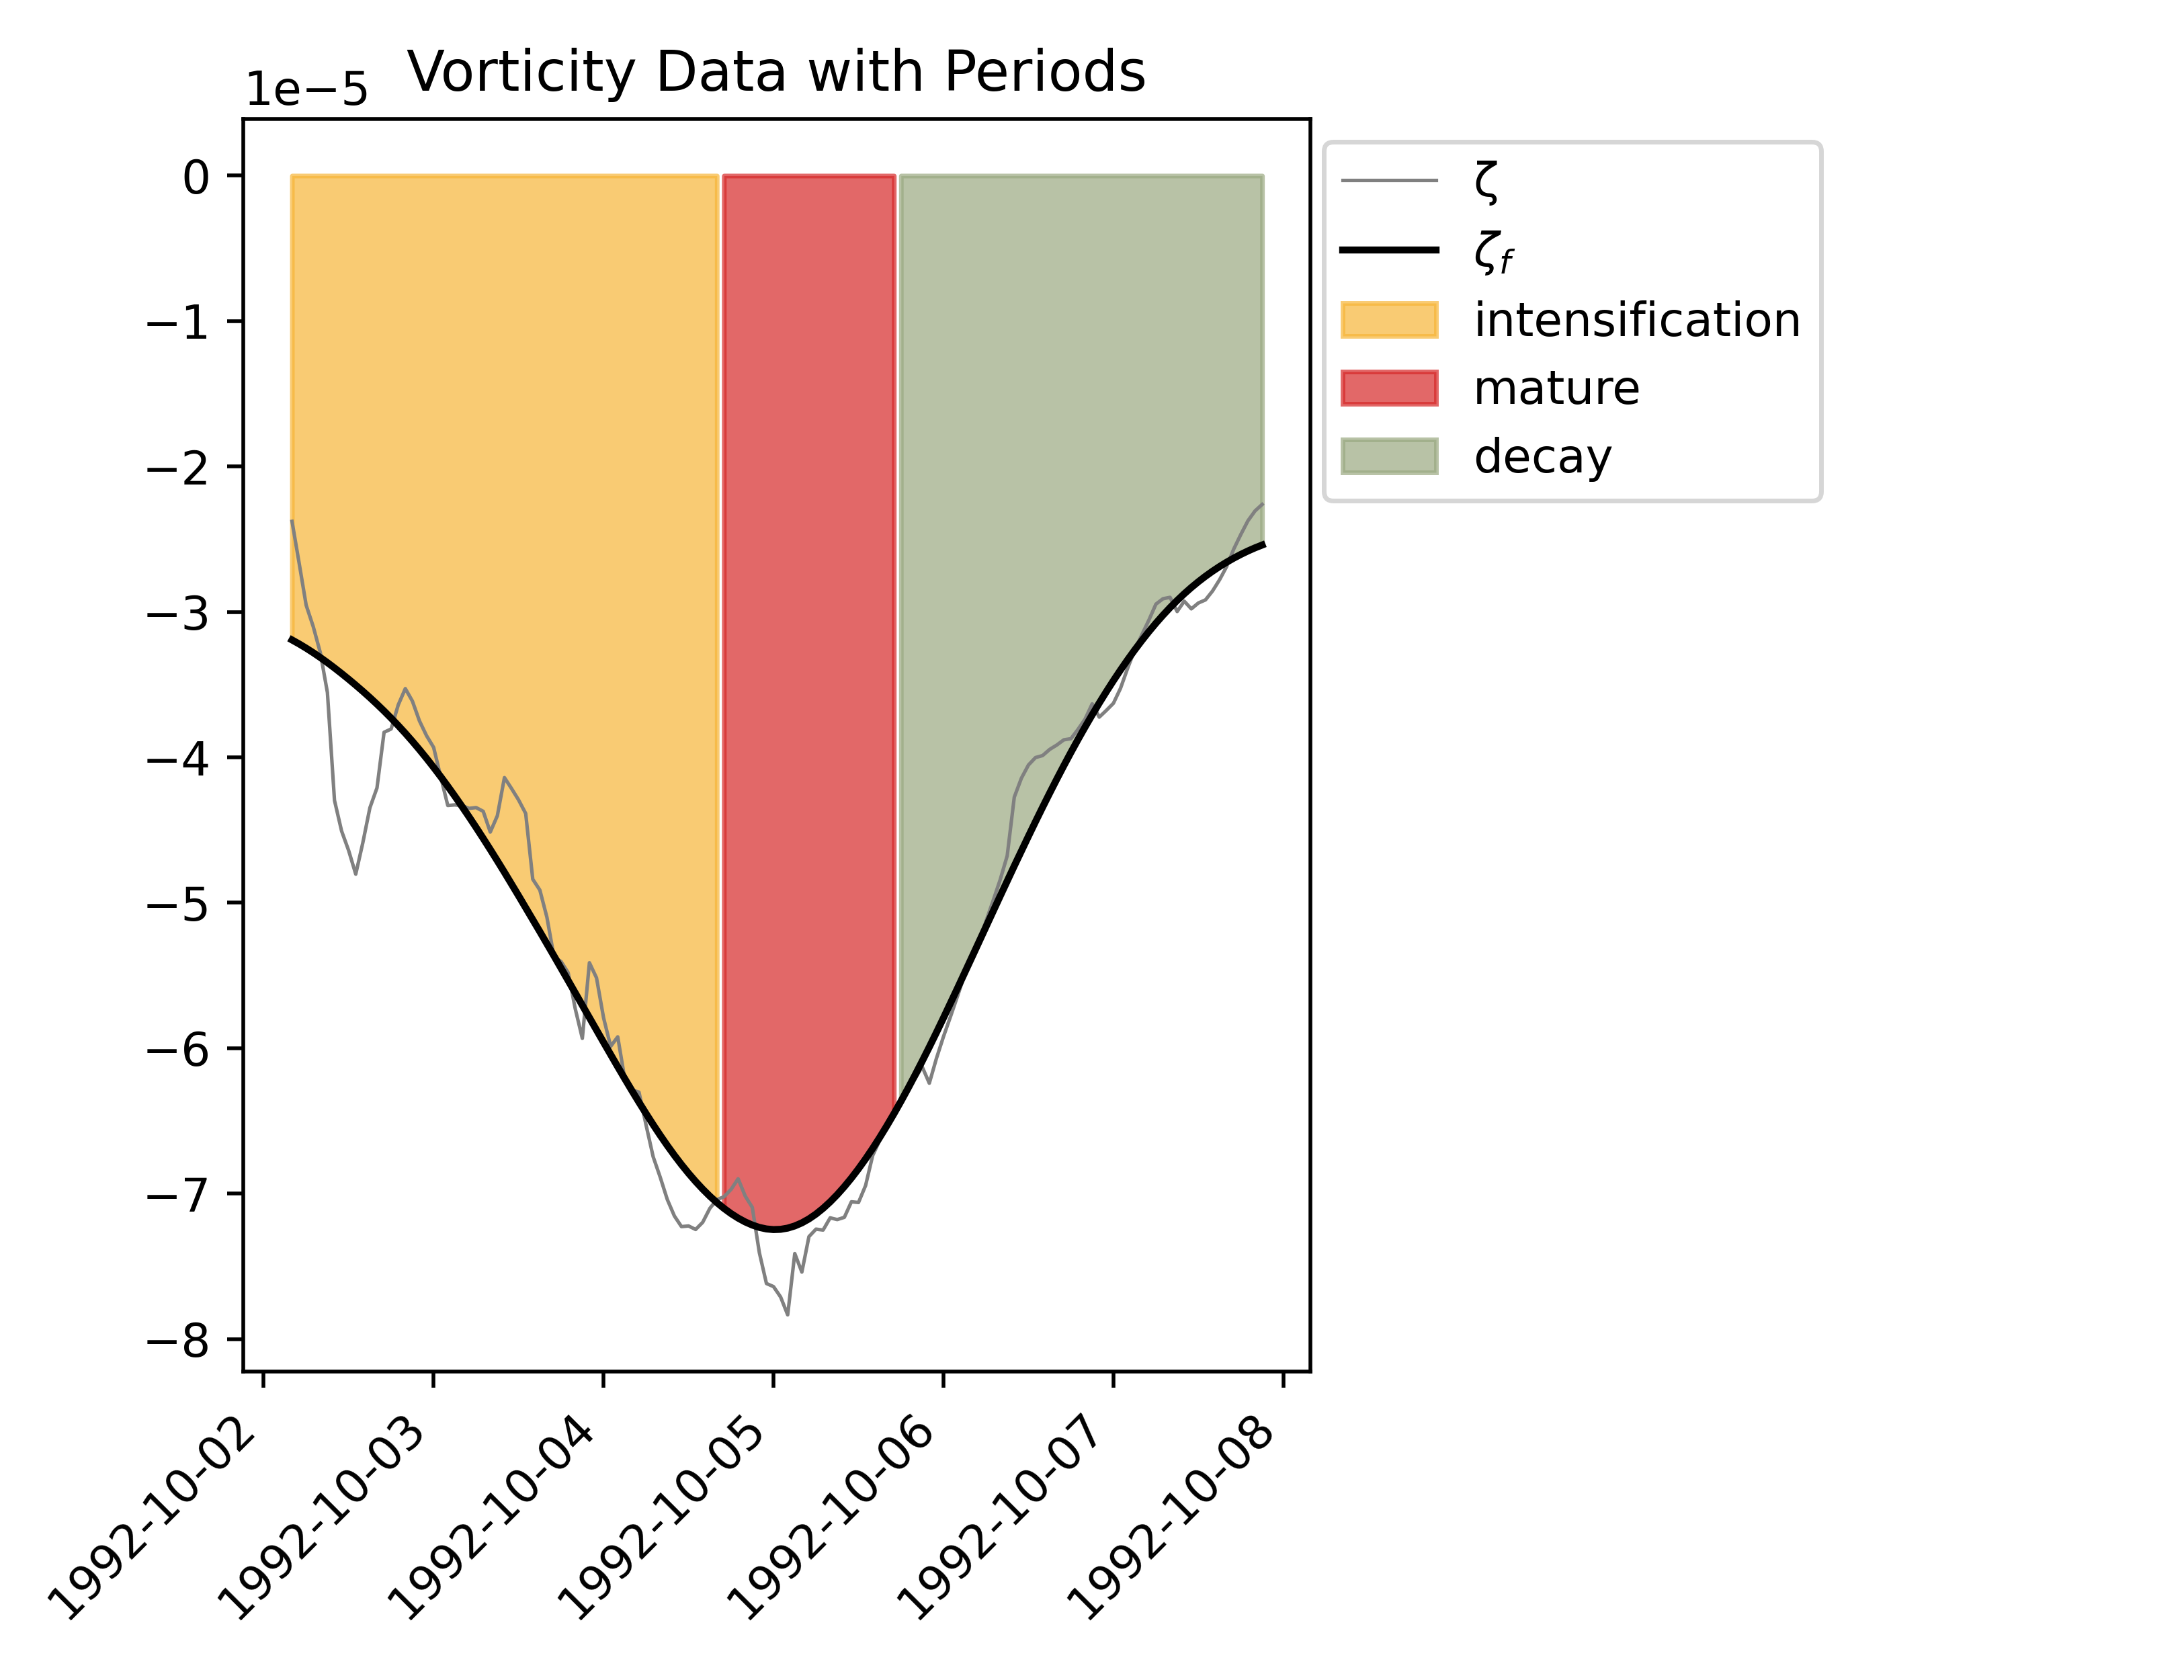 Vorticity Data with Periods
1e−5
0
−1
−2
−3
−4
−5
−6
−7
−8
1992-10-02
1992-10-03
1992-10-04
1992-10-05
1992-10-06
1992-10-07
1992-10-08
ζ
ζf
intensification
mature
decay